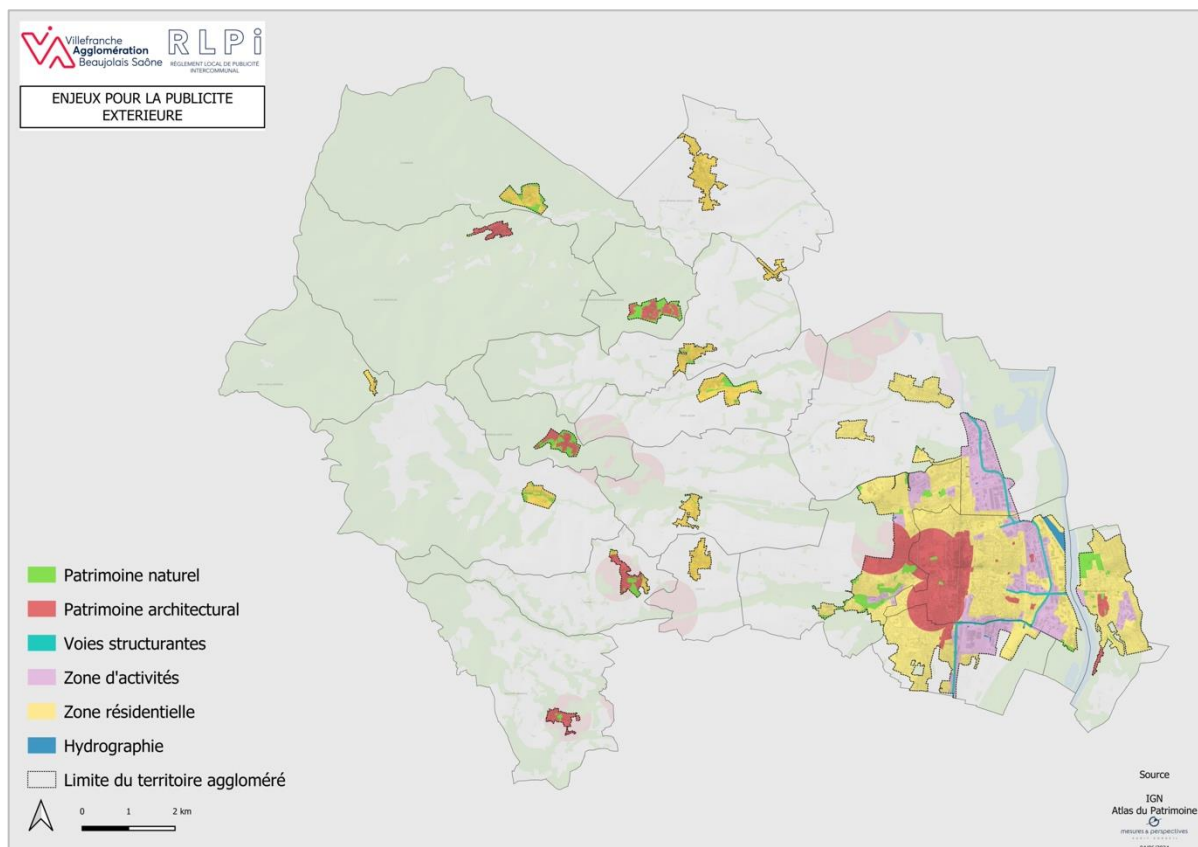 Villefranche
Agglomération
Beaujolais Saône
RLPi
RÈGLEMENT LOCAL DE PUBLICITÉ
INTERCOMMUNAL
ENJEUX POUR LA PUBLICITE
EXTERIEURE
Patrimoine naturel
Patrimoine architectural
Voies structurantes
Zone d'activités
Zone résidentielle
Hydrographie
Limite du territoire aggloméré
0 1 2 km
Source
IGN
Atlas du Patrimoine
mesures & perspectives